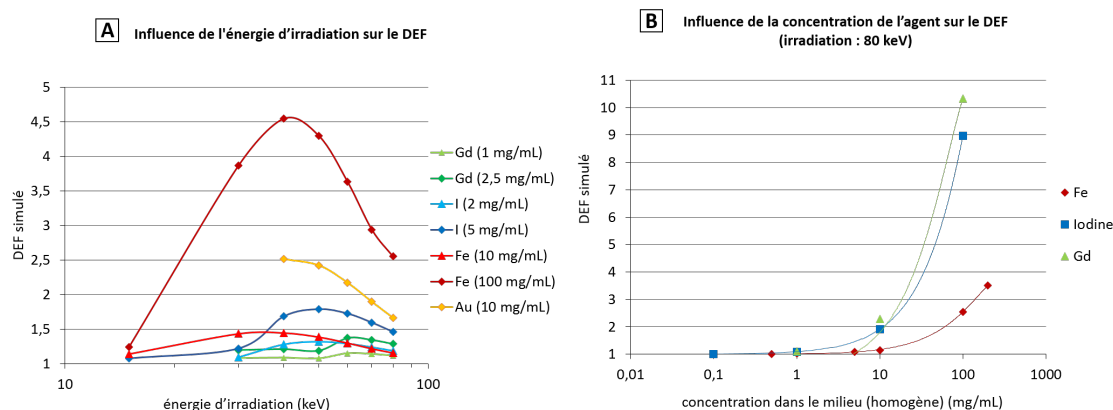 A
Influence de l'énergie d'irradiation sur le DEF
DEF simulé
5
4,5
4
3,5
3
2,5
2
1,5
1
10
100
énergie d'irradiation (keV)
Gd (1 mg/mL)
Gd (2,5 mg/mL)
I (2 mg/mL)
I (5 mg/mL)
Fe (10 mg/mL)
Fe (100 mg/mL)
Au (10 mg/mL)
B
Influence de la concentration de l'agent sur le DEF
(irradiation : 80 keV)
DEF simulé
11
10
9
8
7
6
5
4
3
2
1
0,01
0,1
1
10
100
1000
concentration dans le milieu (homogène) (mg/mL)
Fe
Iodine
Gd